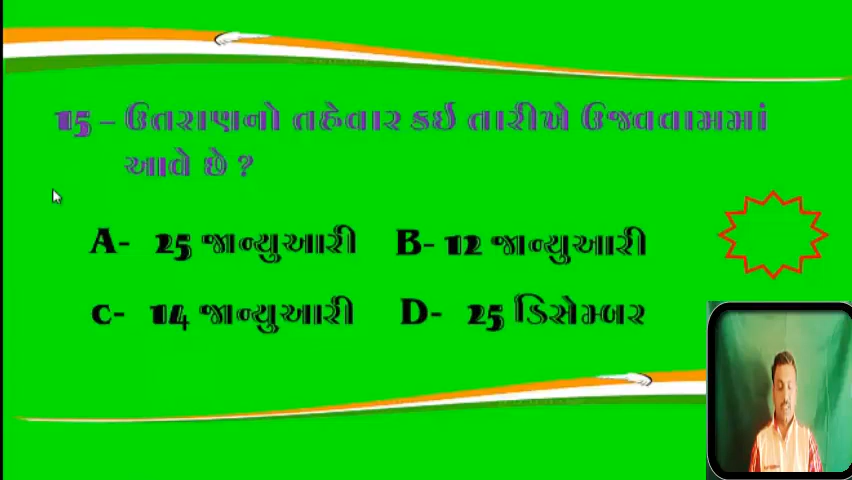 15 – ઉતરાણનો તહેવાર કઈ તારીખે ઉજવવામમાં
આવે છે ?
A- 25 જાન્યુઆરી B- 12 જાન્યુઆરી
C- 14 જાન્યુઆરી D- 25 ડિસેમ્બર